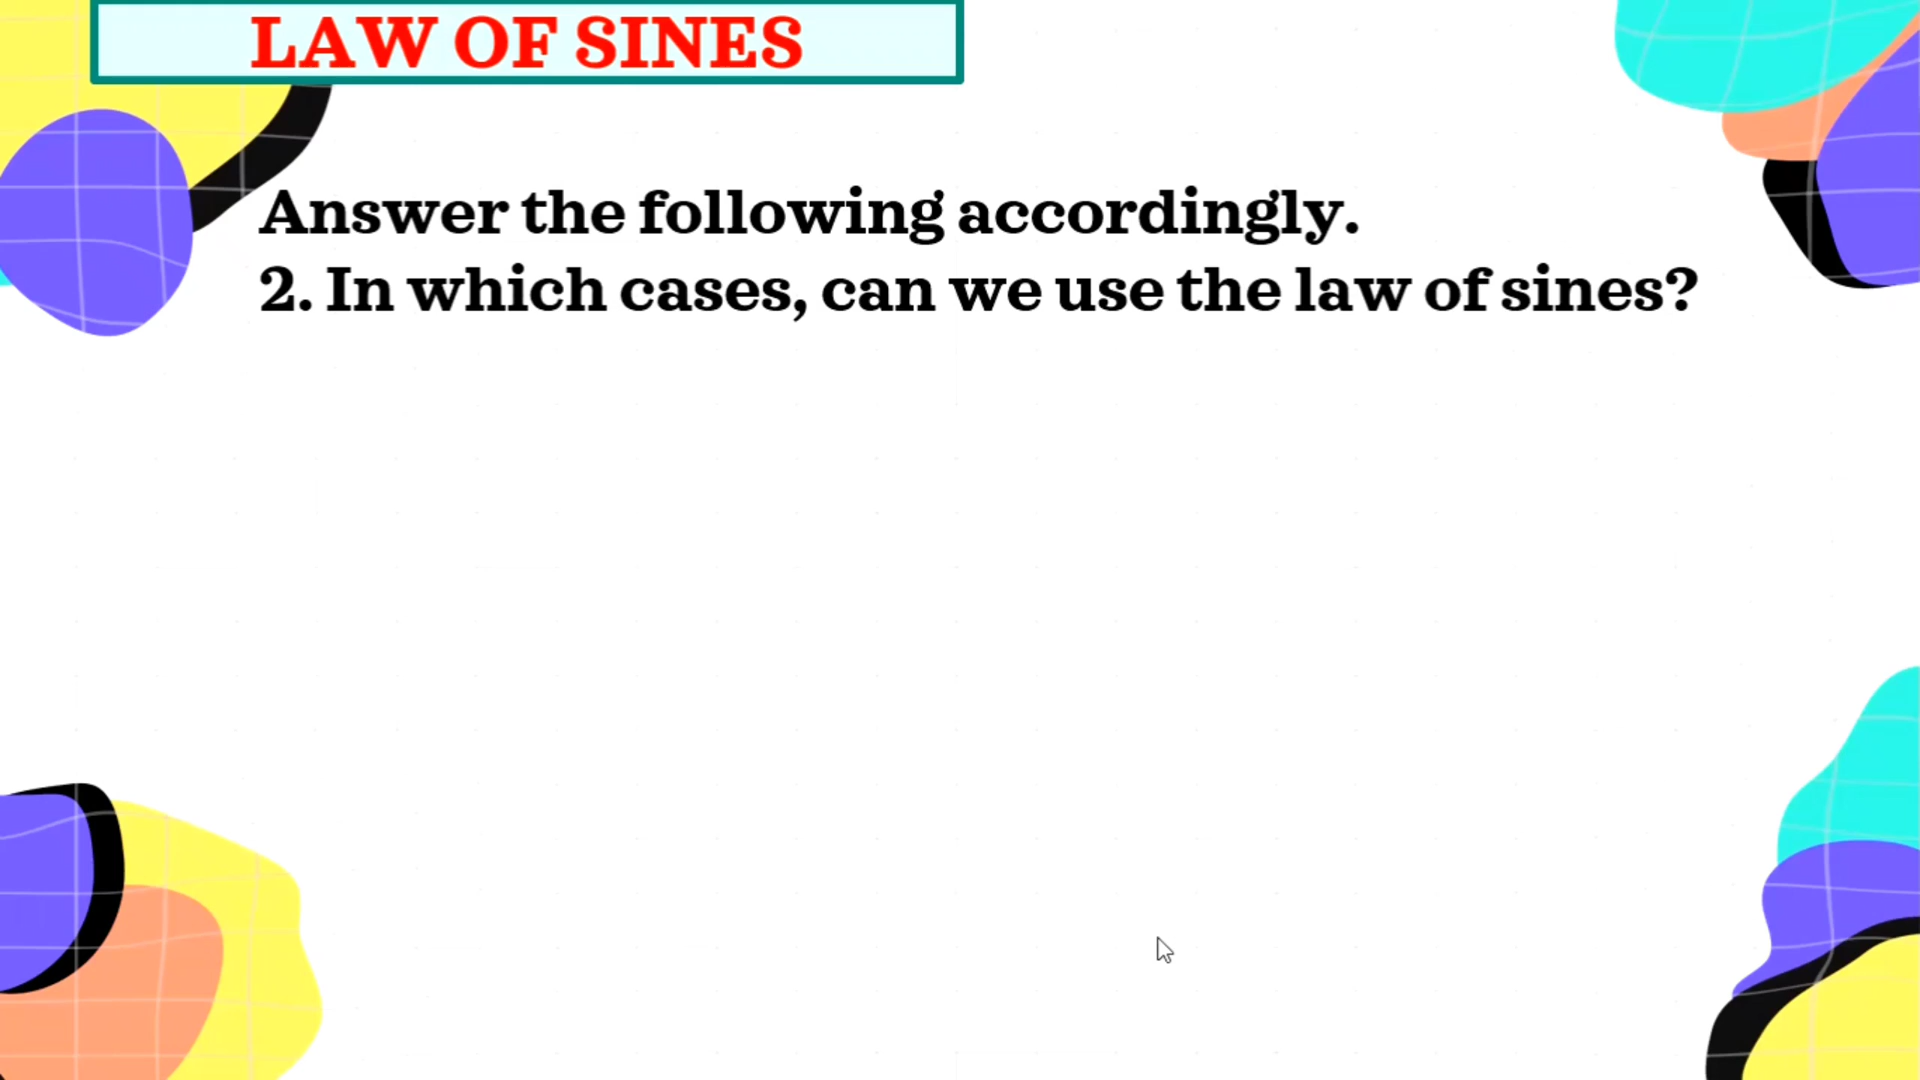 LAW OF SINES
Answer the following accordingly.
2. In which cases, can we use the law of sines?